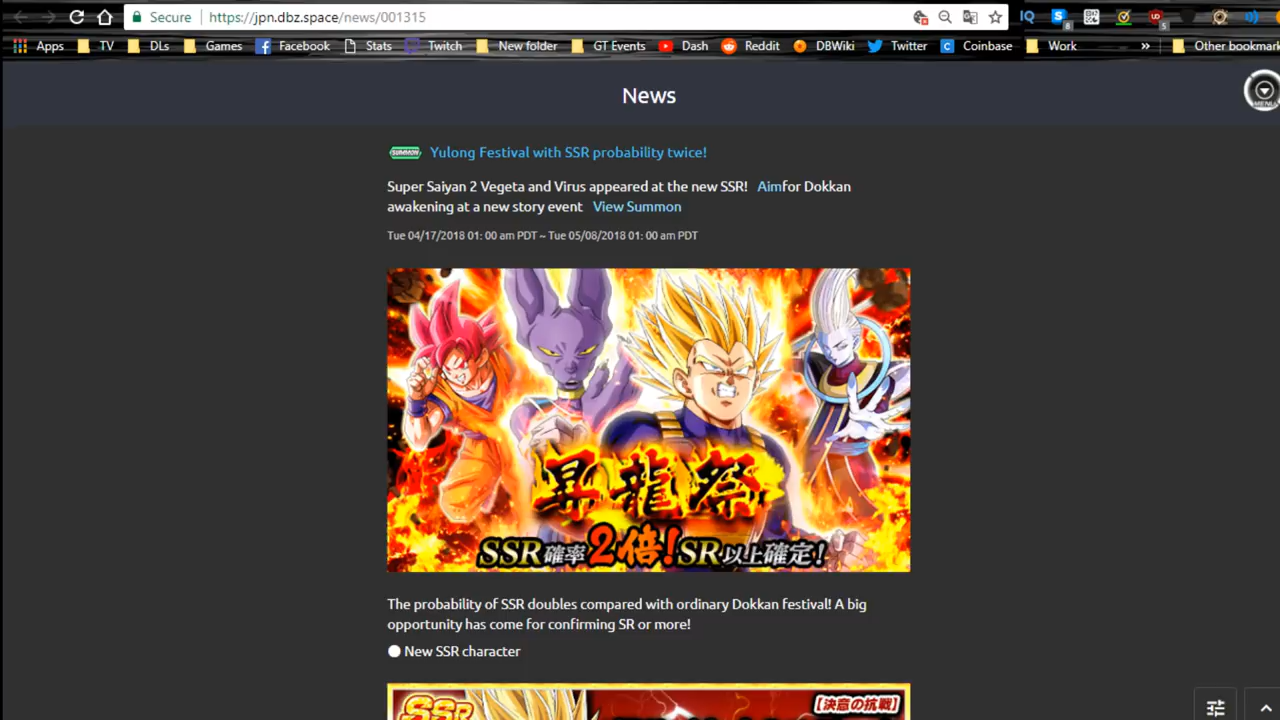 Secure https://jpn.dbz.space/news/001315
Apps TV DLs Games Facebook Stats Twitch New folder GT Events Dash Reddit DBWiki Twitter Coinbase Work » Other bookmark
News
MENU
SUMMON Yulong Festival with SSR probability twice!
Super Saiyan 2 Vegeta and Virus appeared at the new SSR! Aimfor Dokkan
awakening at a new story event View Summon
Tue 04/17/2018 01: 00 am PDT ~ Tue 05/08/2018 01: 00 am PDT
昇龍祭
SSR確率2倍!SR以上確定!
The probability of SSR doubles compared with ordinary Dokkan festival! A big
opportunity has come for confirming SR or more!
New SSR character
SSR
【決意の抗戦】